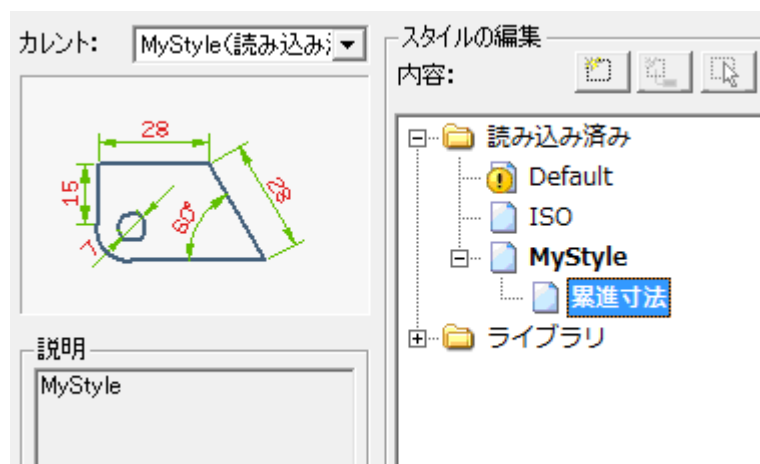 カレント:
MyStyle(読み込み済
28
15
28
60°
7
説明
MyStyle
スタイルの編集
内容:
読み込み済み
Default
ISO
MyStyle
累進寸法
ライブラリ